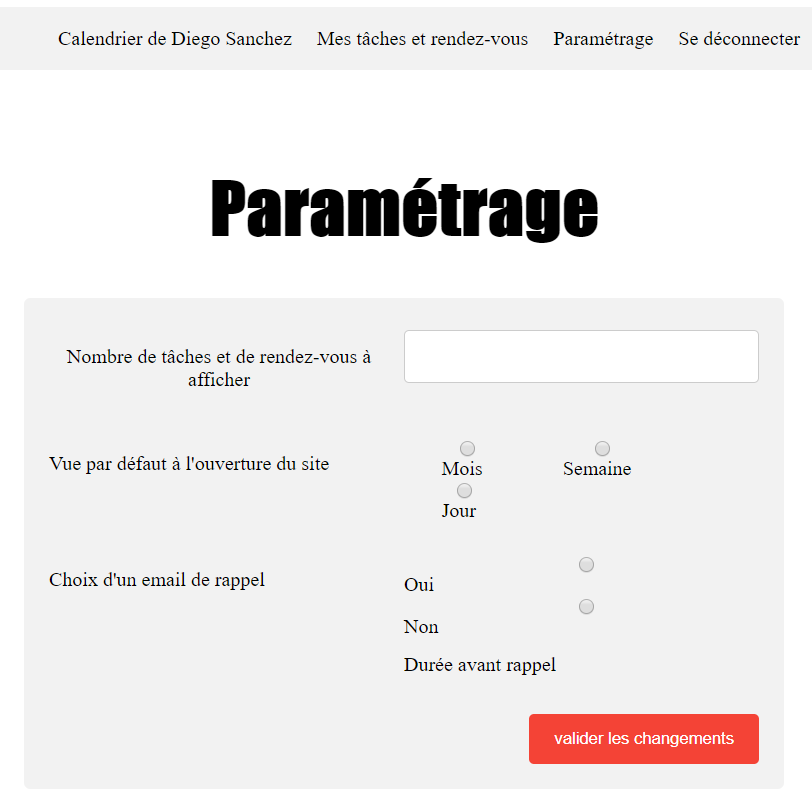 Calendrier de Diego Sanchez Mes tâches et rendez-vous Paramétrage Se déconnecter
Paramétrage
Nombre de tâches et de rendez-vous à
afficher
Vue par défaut à l'ouverture du site
Mois Semaine
Jour
Choix d'un email de rappel
Oui
Non
Durée avant rappel
valider les changements